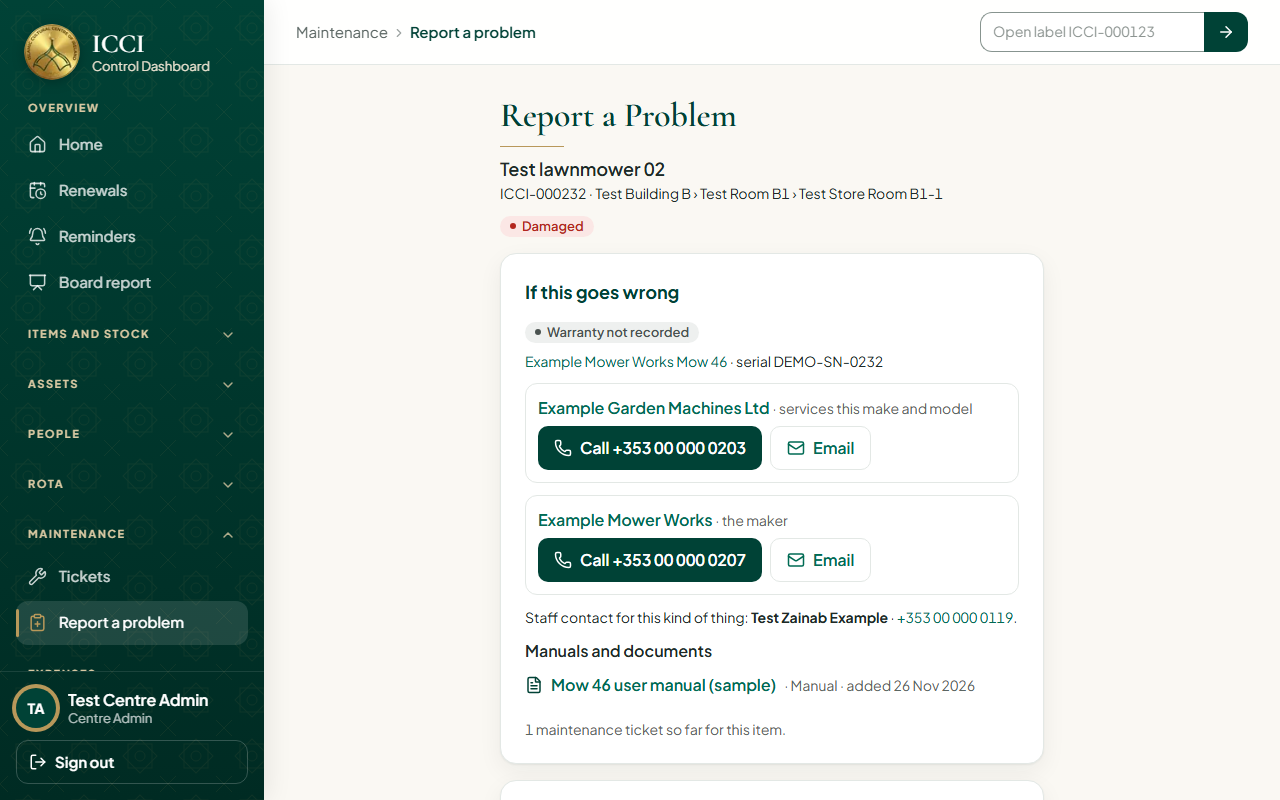 ICCI
Control Dashboard
OVERVIEW
Home
Renewals
Reminders
Board report
ITEMS AND STOCK
ASSETS
PEOPLE
ROTA
MAINTENANCE
Tickets
Report a problem
TA
Test Centre Admin
Centre Admin
Sign out
Maintenance › Report a problem
Open label ICCI-000123
Report a Problem
Test lawnmower 02
ICCI-000232 · Test Building B › Test Room B1 › Test Store Room B1-1
Damaged
If this goes wrong
Warranty not recorded
Example Mower Works Mow 46 · serial DEMO-SN-0232
Example Garden Machines Ltd · services this make and model
Call +353 00 000 0203
Email
Example Mower Works · the maker
Call +353 00 000 0207
Email
Staff contact for this kind of thing: Test Zainab Example · +353 00 000 0119.
Manuals and documents
Mow 46 user manual (sample) · Manual · added 26 Nov 2026
1 maintenance ticket so far for this item.